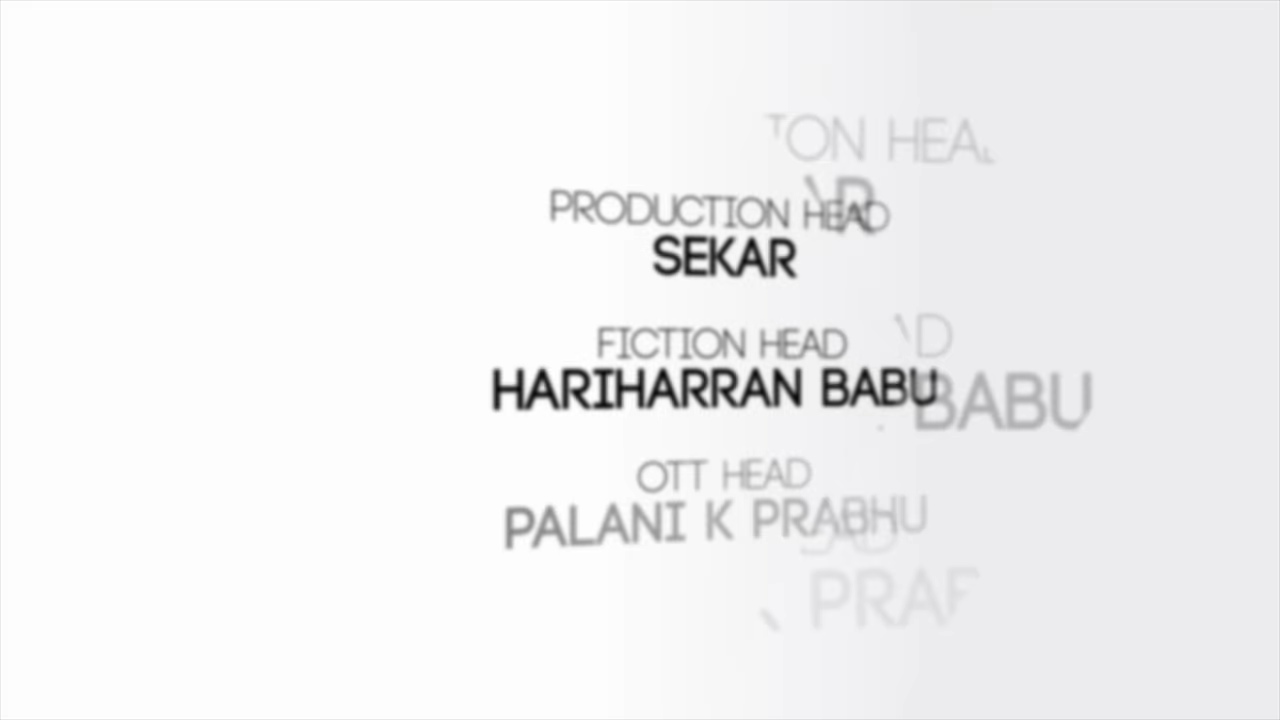 PRODUCTION HEAD
SEKAR
FICTION HEAD
HARIHARRAN BABU
OTT HEAD
PALANI K PRABHU